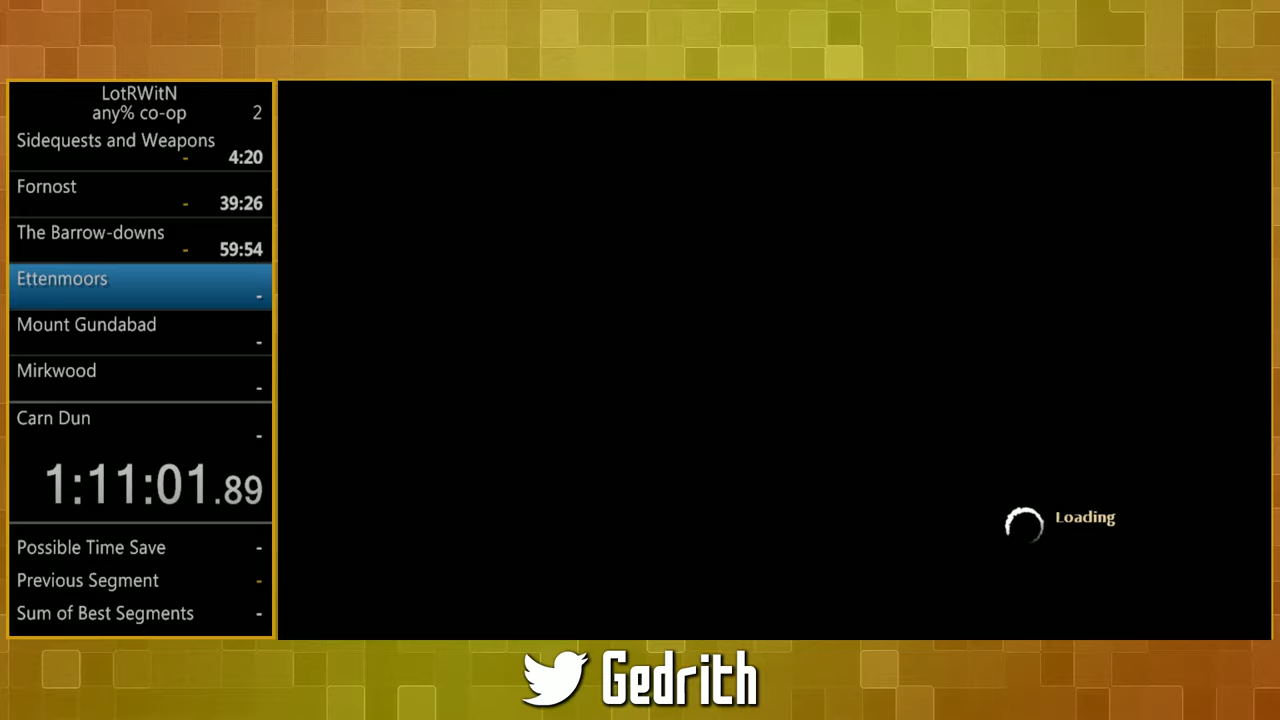 LotRWitN
any% co-op 2
Sidequests and Weapons
- 4:20
Fornost
- 39:26
The Barrow-downs
- 59:54
Ettenmoors
-
Mount Gundabad
-
Mirkwood
-
Carn Dun
-
1:11:01.89
Possible Time Save -
Previous Segment -
Sum of Best Segments -
Loading
Gedrith